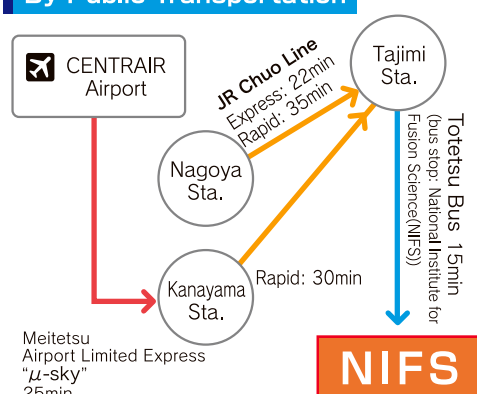 By Public Transportation
CENTRAIR
Airport
JR Chuo Line
Express: 22min
Rapid: 35min
Tajimi
Sta.
Nagoya
Sta.
Totetsu Bus 15min
(bus stop: National Institute for
Fusion Science(NIFS))
Kanayama
Sta.
Rapid: 30min
Meitetsu
Airport Limited Express
“μ-sky”
25min
NIFS